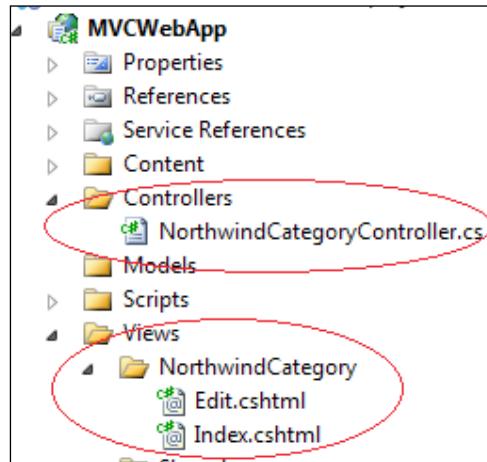 MVCWebApp
Properties
References
Service References
Content
Controllers
NorthwindCategoryController.cs
Models
Scripts
Views
NorthwindCategory
Edit.cshtml
Index.cshtml